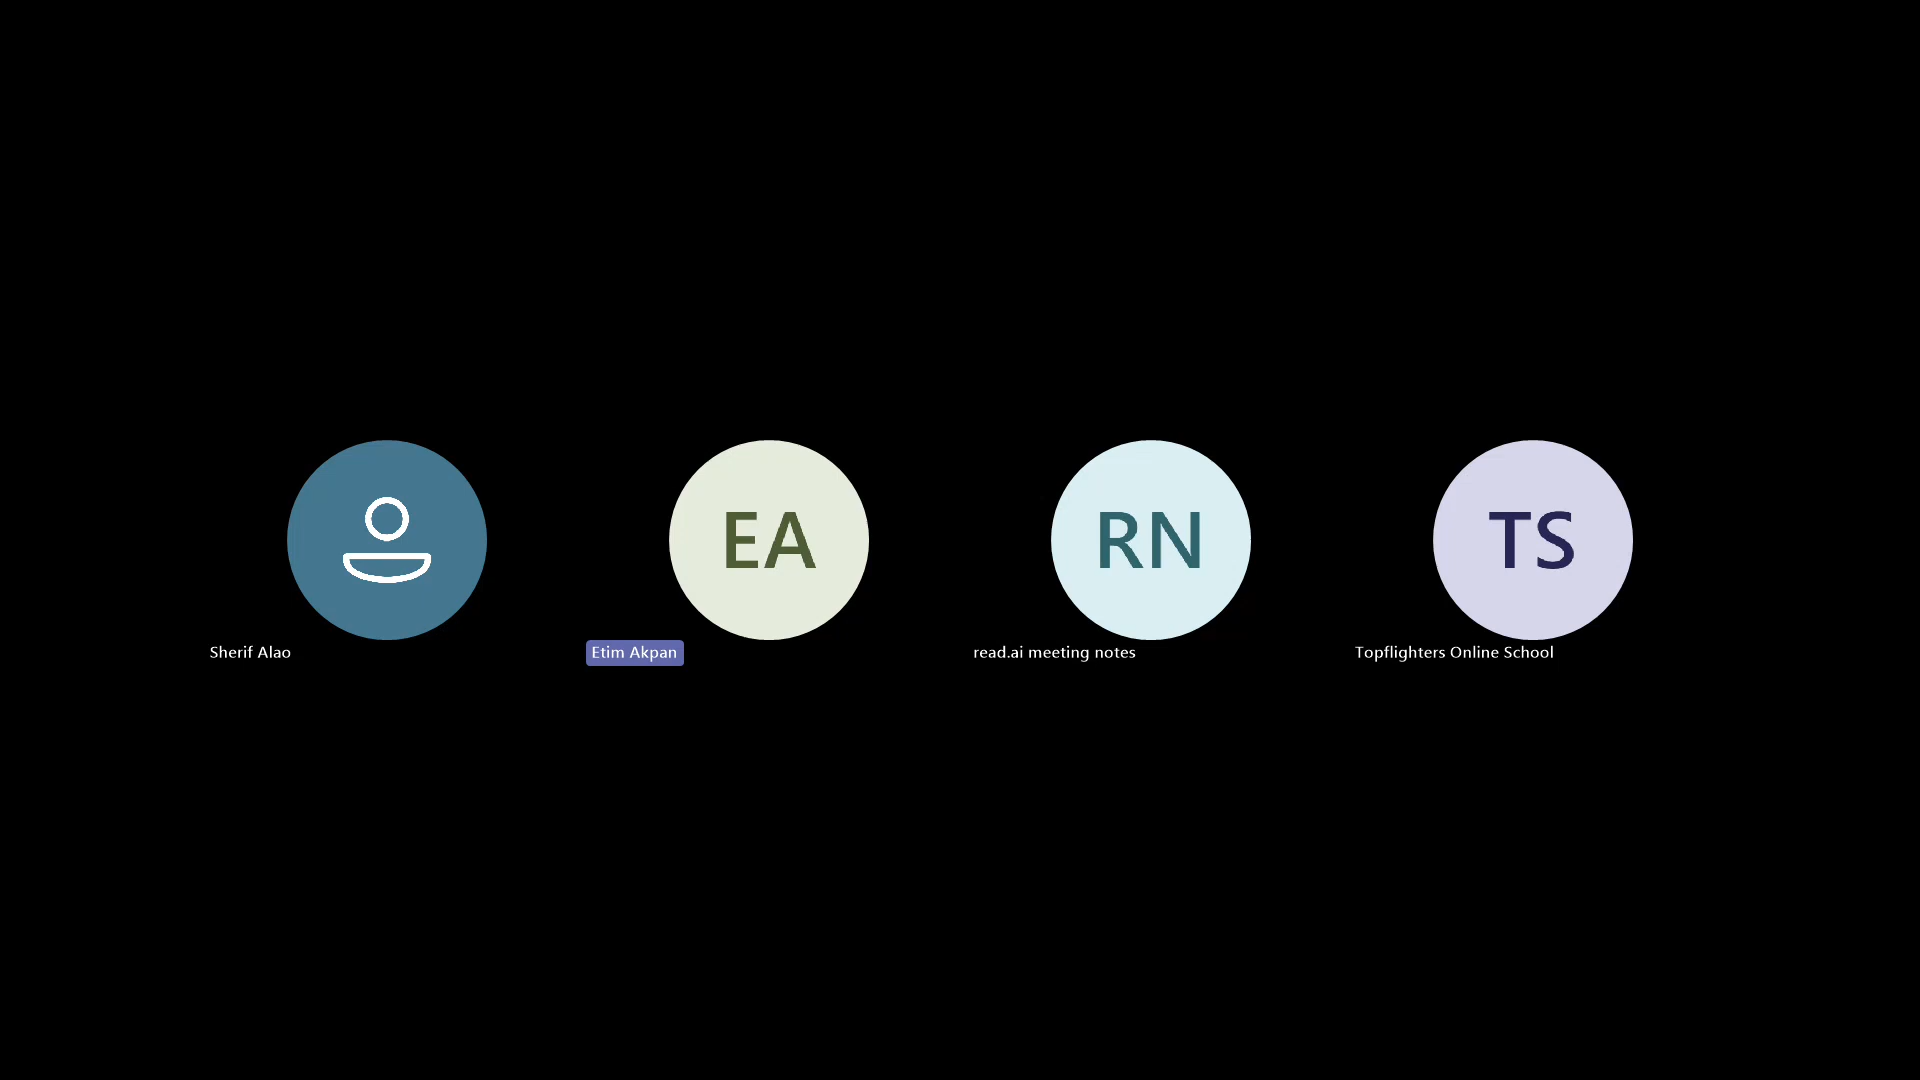 EA
RN
TS
Sherif Alao
Etim Akpan
read.ai meeting notes
Topflighters Online School